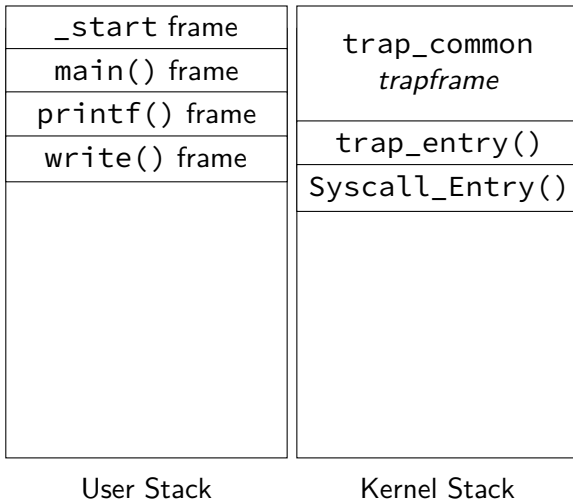 _start frame
main() frame
printf() frame
write() frame
User Stack
trap_common
trapframe
trap_entry()
Syscall_Entry()
Kernel Stack